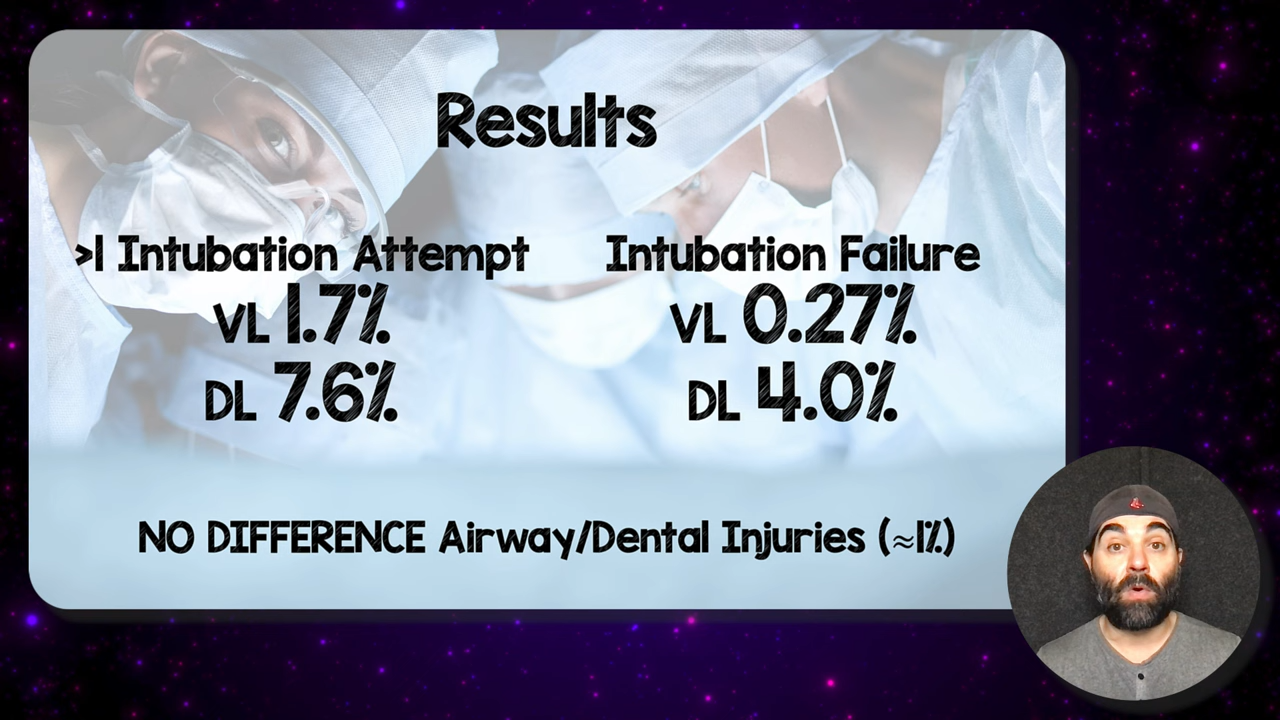 Results
>1 Intubation Attempt
VL 1.7%
DL 7.6%
Intubation Failure
VL 0.27%
DL 4.0%
NO DIFFERENCE Airway/Dental Injuries (≈1%)